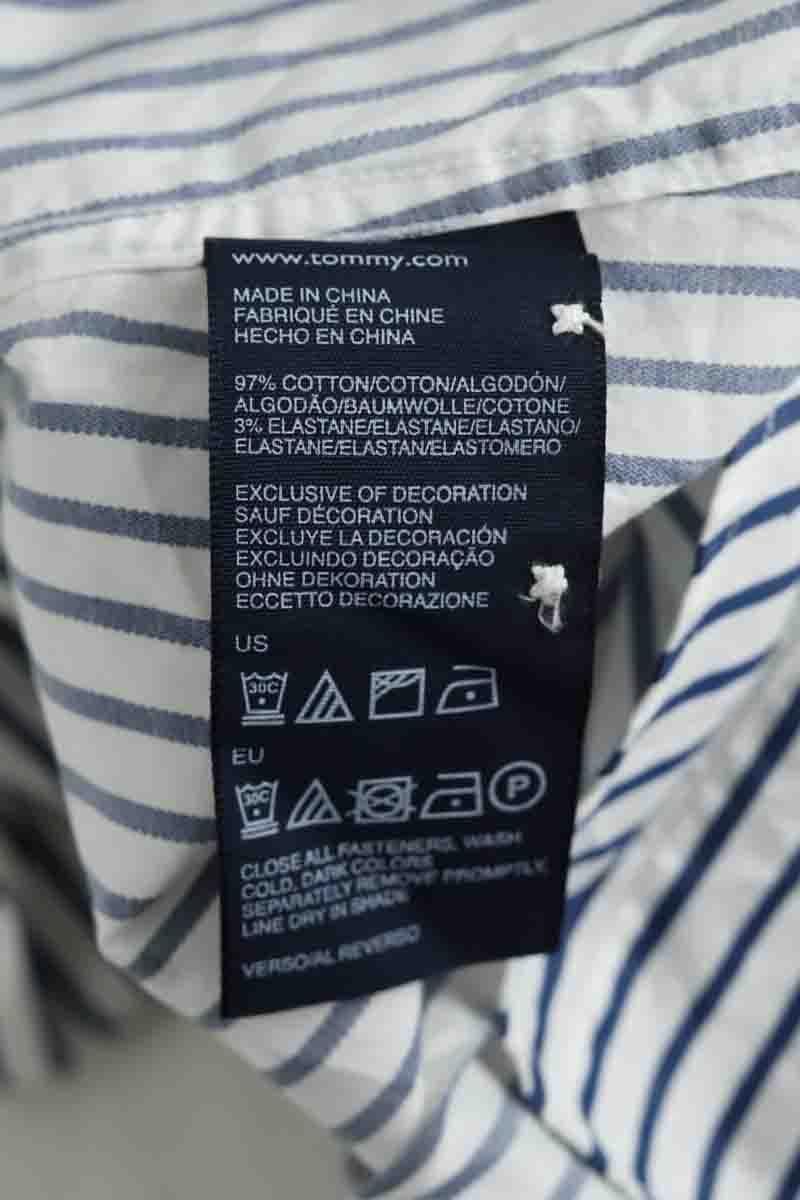 www.tommy.com
MADE IN CHINA
FABRIQUÉ EN CHINE
HECHO EN CHINA
97% COTTON/COTON/ALGODÓN/
ALGODÃO/BAUMWOLLE/COTONE
3% ELASTANE/ELASTANE/ELASTANO/
ELASTANE/ELASTAN/ELASTOMERO
EXCLUSIVE OF DECORATION
SAUF DÉCORATION
EXCLUYE LA DECORACIÓN
EXCLUINDO DECORAÇÃO
OHNE DEKORATION
ECCETTO DECORAZIONE
US
30C
EU
30C P
CLOSE ALL FASTENERS, WASH
COLD, DARK COLORS
SEPARATELY REMOVE PROMPTLY,
LINE DRY IN SHADE
VERSO/AL REVERSO